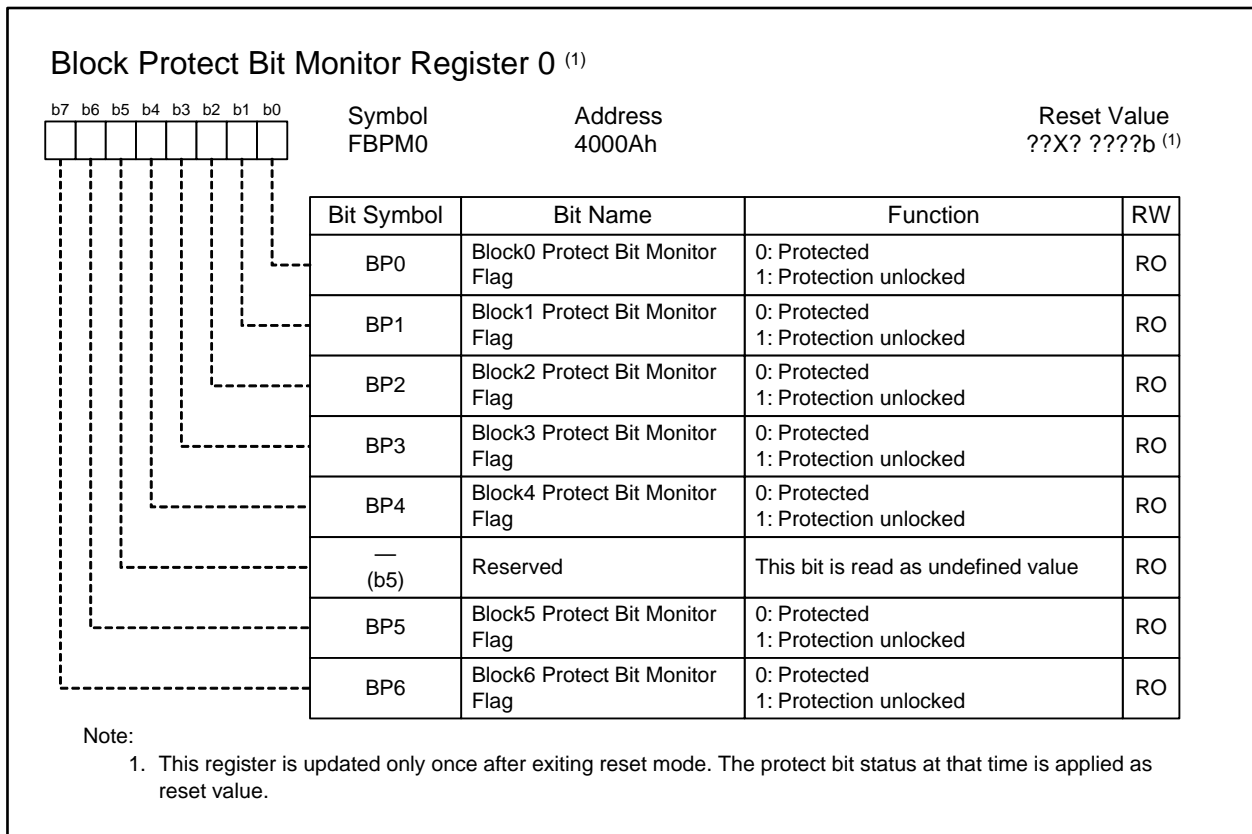 Block Protect Bit Monitor Register 0 (1)
b7 b6 b5 b4 b3 b2 b1 b0
Symbol Address Reset Value
FBPM0 4000Ah ??X? ????b (1)
Bit Symbol Bit Name Function RW
BP0 Block0 Protect Bit Monitor Flag 0: Protected 1: Protection unlocked RO
BP1 Block1 Protect Bit Monitor Flag 0: Protected 1: Protection unlocked RO
BP2 Block2 Protect Bit Monitor Flag 0: Protected 1: Protection unlocked RO
BP3 Block3 Protect Bit Monitor Flag 0: Protected 1: Protection unlocked RO
BP4 Block4 Protect Bit Monitor Flag 0: Protected 1: Protection unlocked RO
— (b5) Reserved This bit is read as undefined value RO
BP5 Block5 Protect Bit Monitor Flag 0: Protected 1: Protection unlocked RO
BP6 Block6 Protect Bit Monitor Flag 0: Protected 1: Protection unlocked RO
Note:
1. This register is updated only once after exiting reset mode. The protect bit status at that time is applied as
reset value.